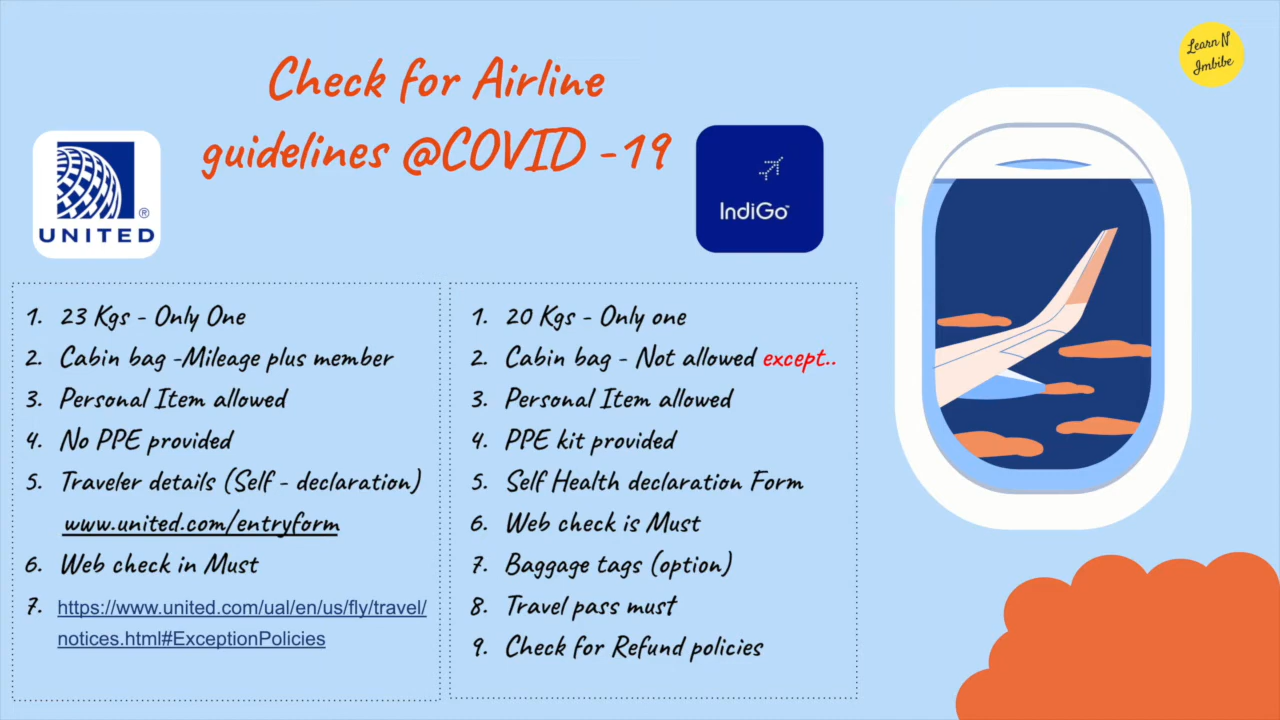 Learn N
Imbibe
Check for Airline
guidelines @COVID -19
UNITED®
IndiGo™
1. 23 Kgs - Only One
2. Cabin bag -Mileage plus member
3. Personal Item allowed
4. No PPE provided
5. Traveler details (Self - declaration)
www.united.com/entryform
6. Web check in Must
7. https://www.united.com/ual/en/us/fly/travel/
notices.html#ExceptionPolicies
1. 20 Kgs - Only one
2. Cabin bag - Not allowed except..
3. Personal Item allowed
4. PPE kit provided
5. Self Health declaration Form
6. Web check is Must
7. Baggage tags (option)
8. Travel pass must
9. Check for Refund policies